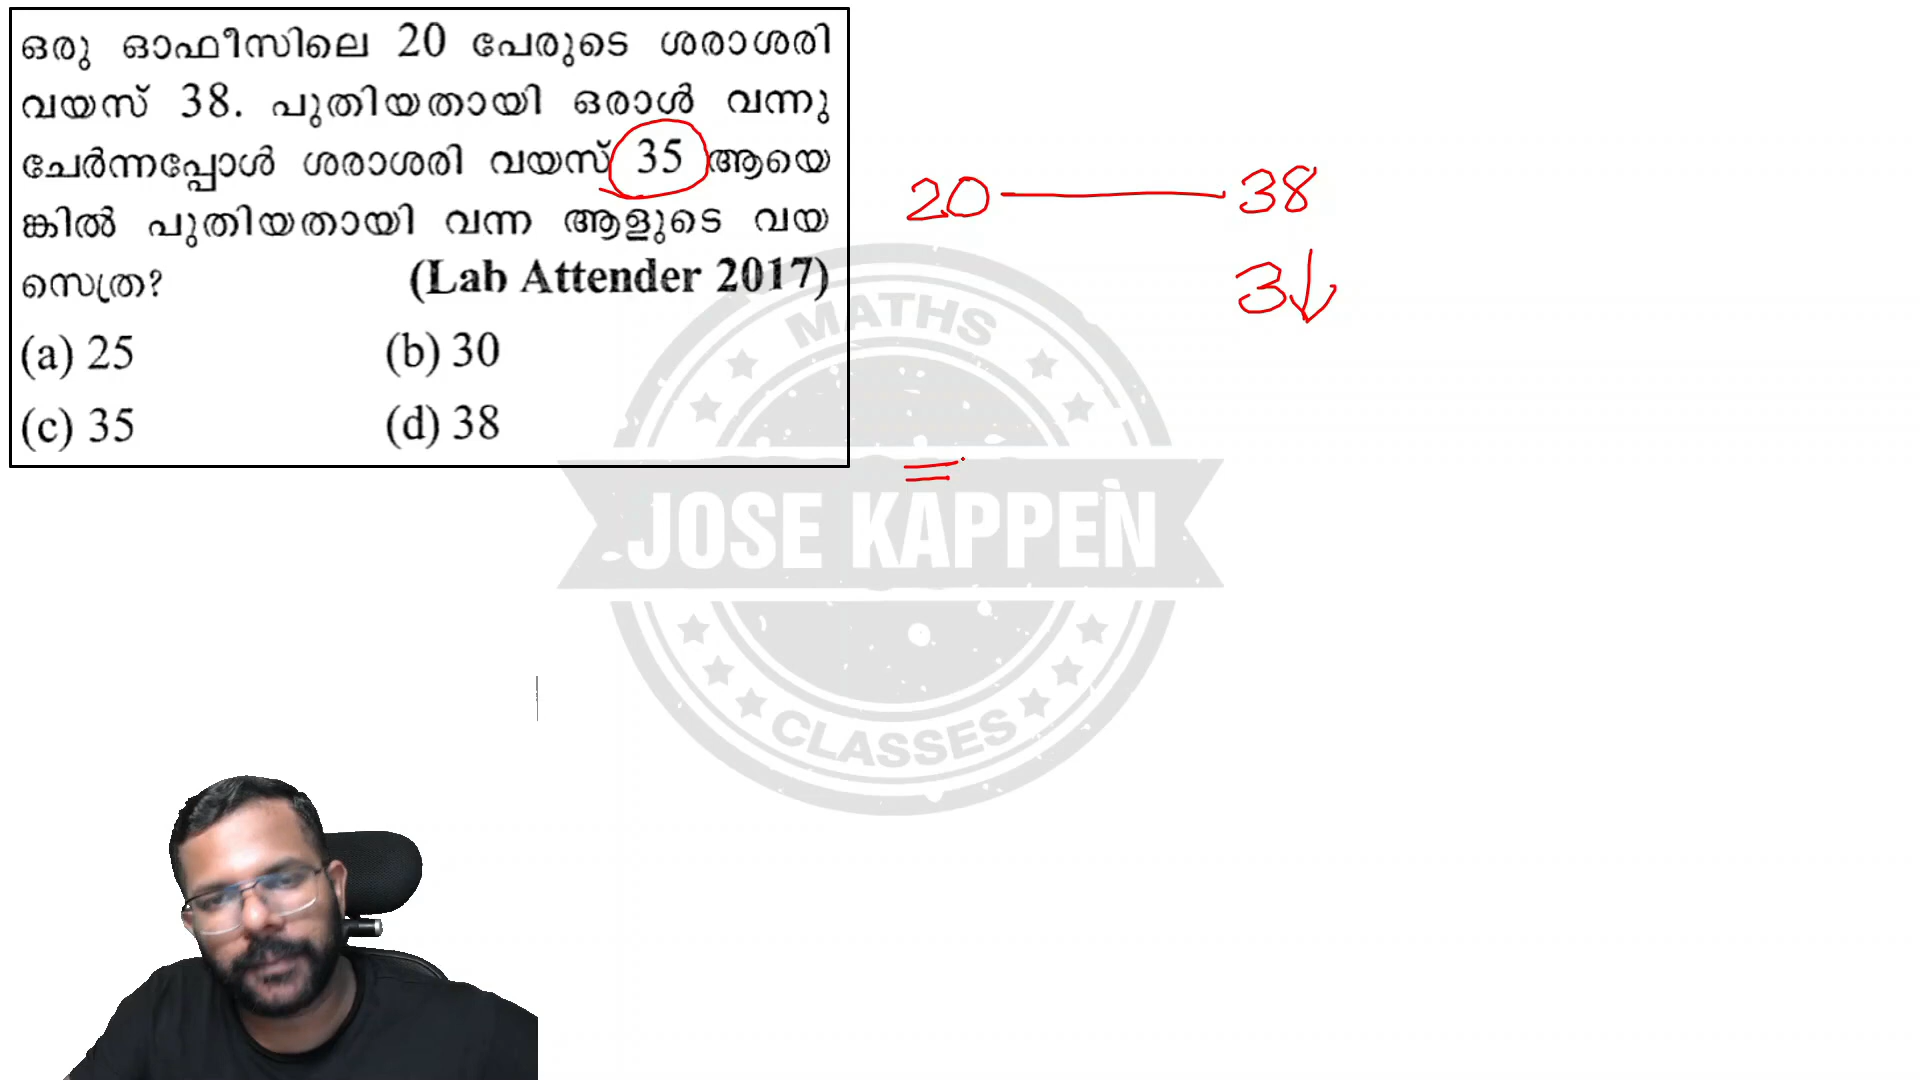 ഒരു ഓഫീസിലെ 20 പേരുടെ ശരാശരി
വയസ് 38. പുതിയതായി ഒരാൾ വന്നു
ചേർന്നപ്പോൾ ശരാശരി വയസ് 35 ആയെ
ങ്കിൽ പുതിയതായി വന്ന ആളുടെ വയ
സെത്ര? (Lab Attender 2017)
(a) 25 (b) 30
(c) 35 (d) 38
20 — 38
3↓
=
MATHS
JOSE KAPPEN
CLASSES